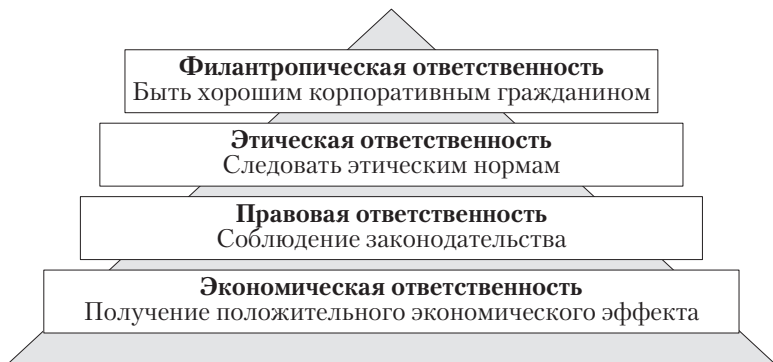 Филантропическая ответственность
Быть хорошим корпоративным гражданином
Этическая ответственность
Следовать этическим нормам
Правовая ответственность
Соблюдение законодательства
Экономическая ответственность
Получение положительного экономического эффекта